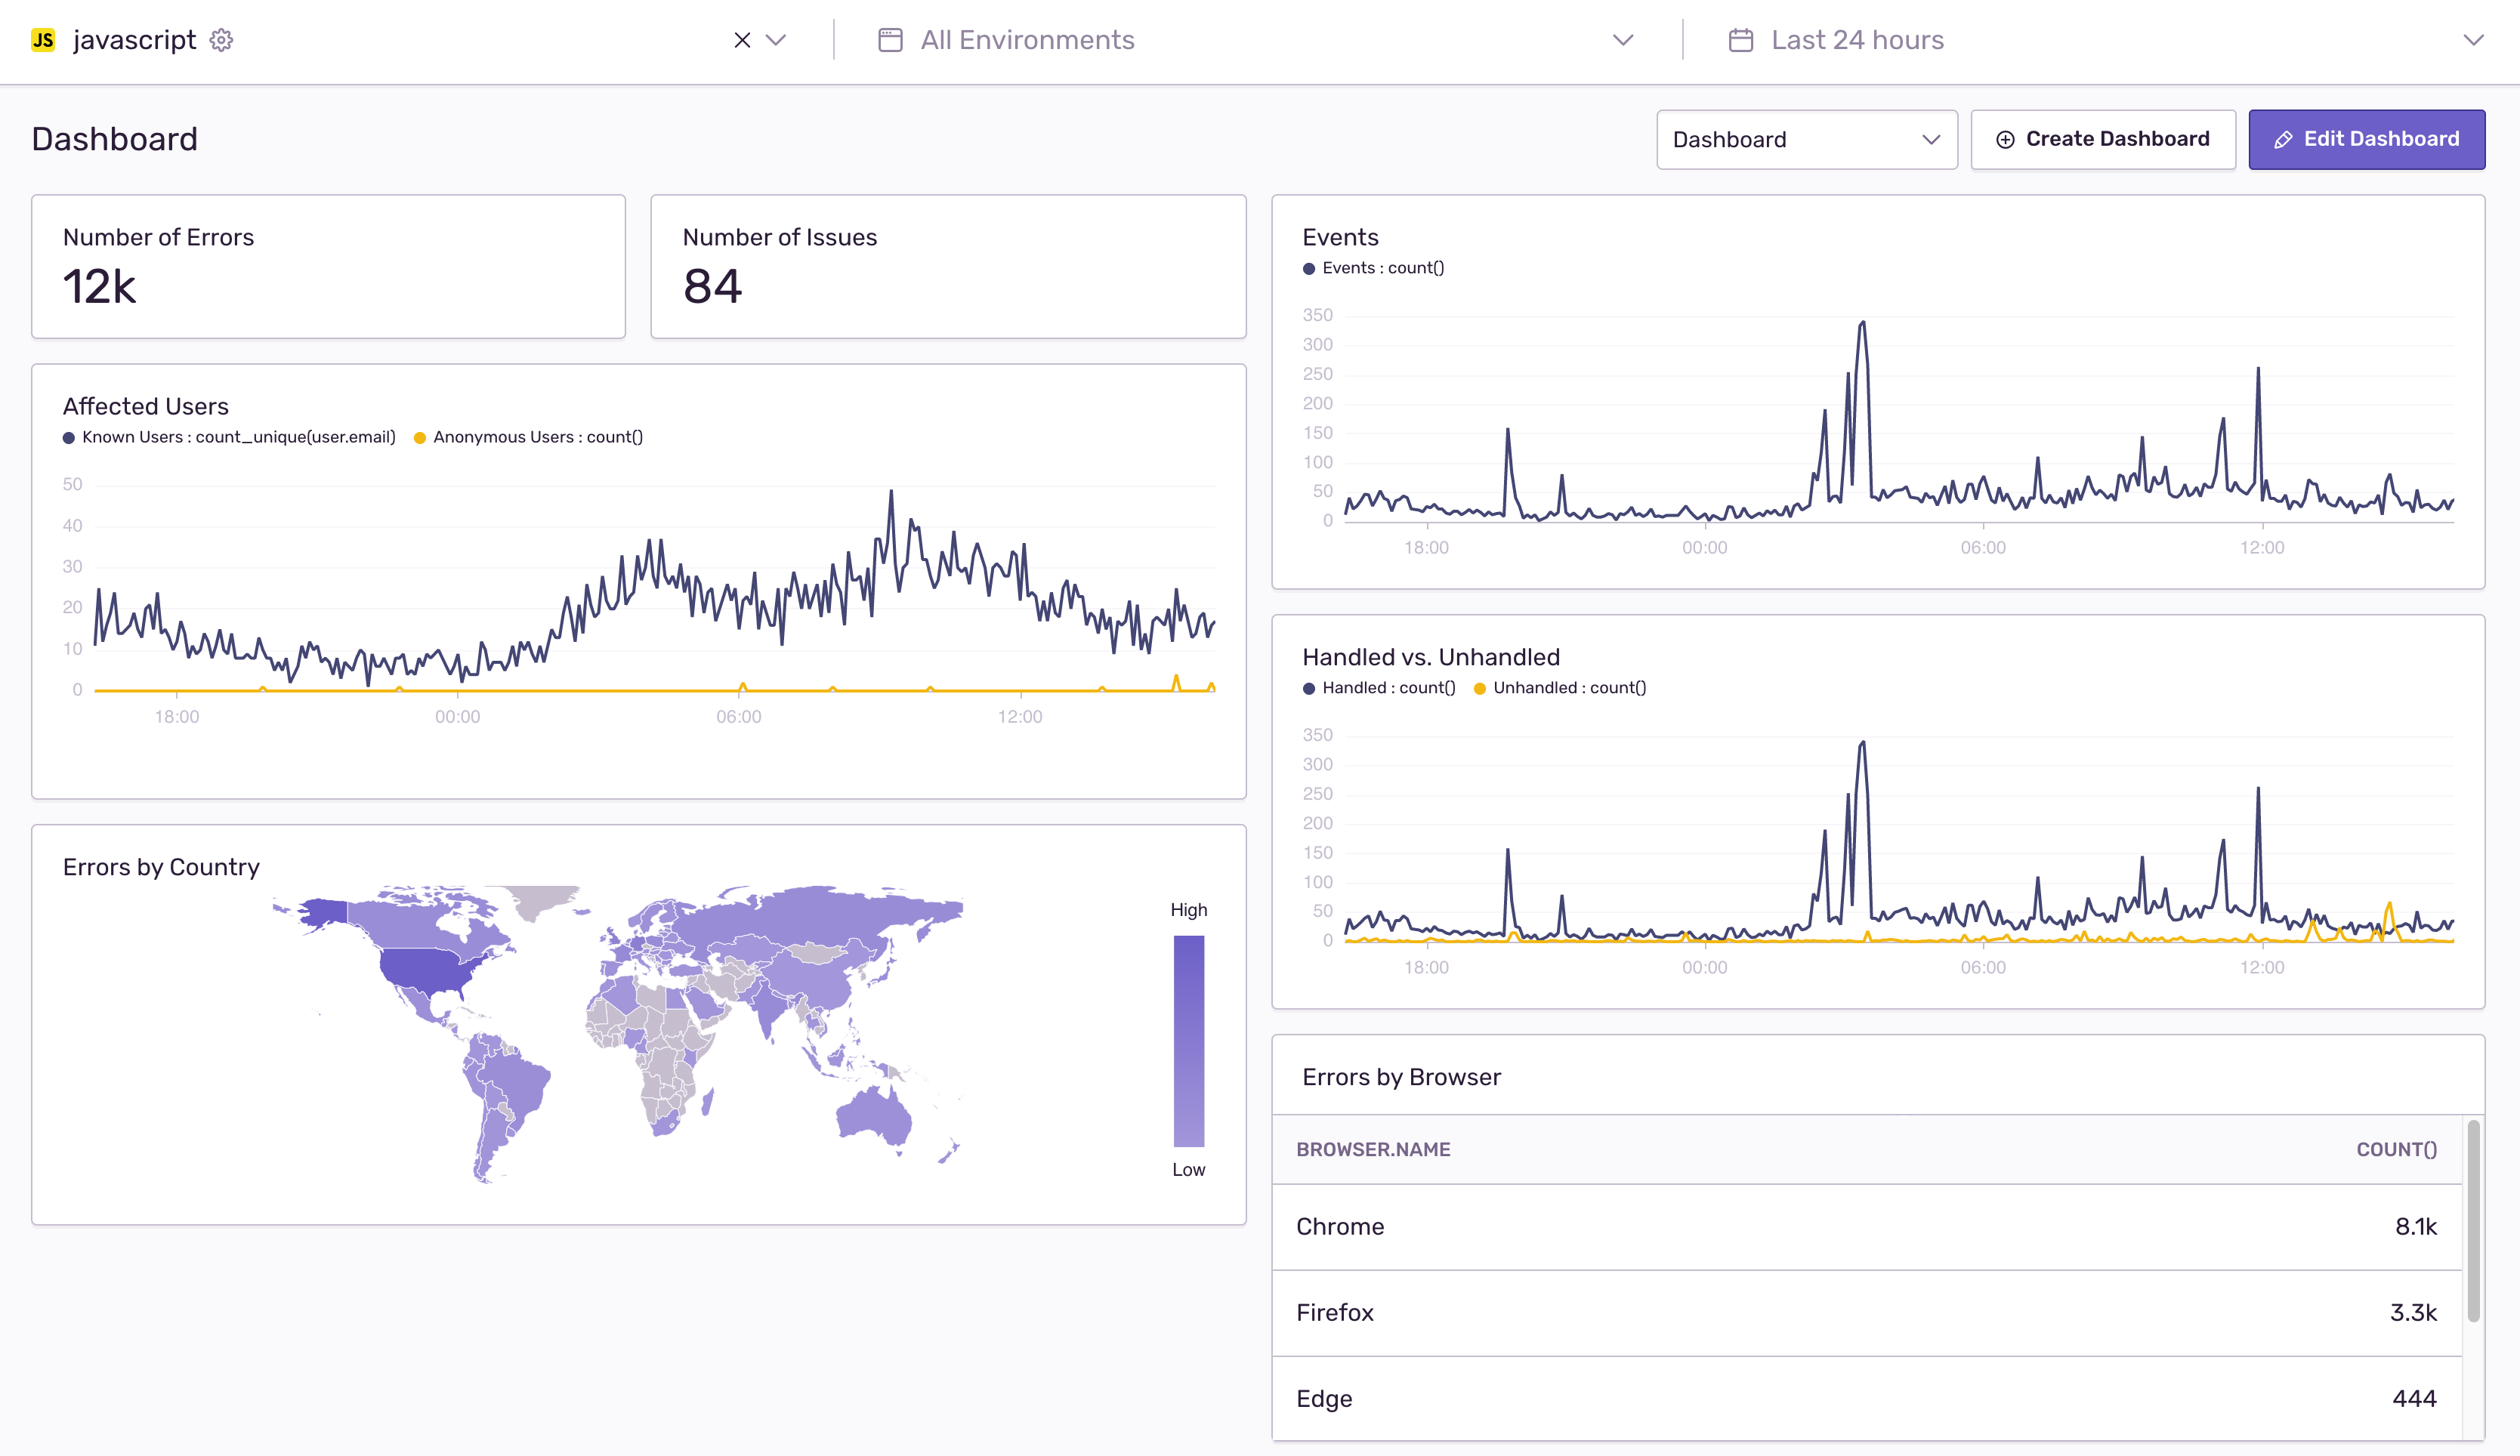 JS javascript
All Environments
Last 24 hours
Dashboard
Dashboard
Create Dashboard
Edit Dashboard
Number of Errors
12k
Number of Issues
84
Affected Users
Known Users : count_unique(user.email) Anonymous Users : count()
50
40
30
20
10
0
18:00 00:00 06:00 12:00
Errors by Country
High
Low
Events
Events : count()
350
300
250
200
150
100
50
0
18:00 00:00 06:00 12:00
Handled vs. Unhandled
Handled : count() Unhandled : count()
350
300
250
200
150
100
50
0
18:00 00:00 06:00 12:00
Errors by Browser
BROWSER.NAME COUNT()
Chrome 8.1k
Firefox 3.3k
Edge 444